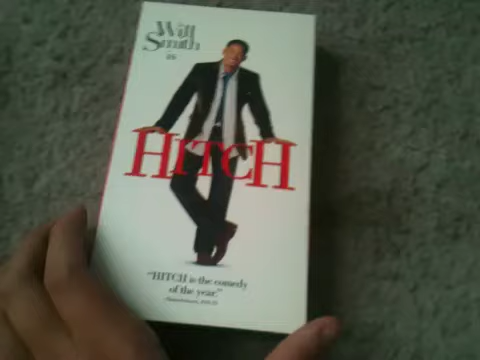 Will
Smith
is
HITCH
"HITCH is the comedy
of the year."